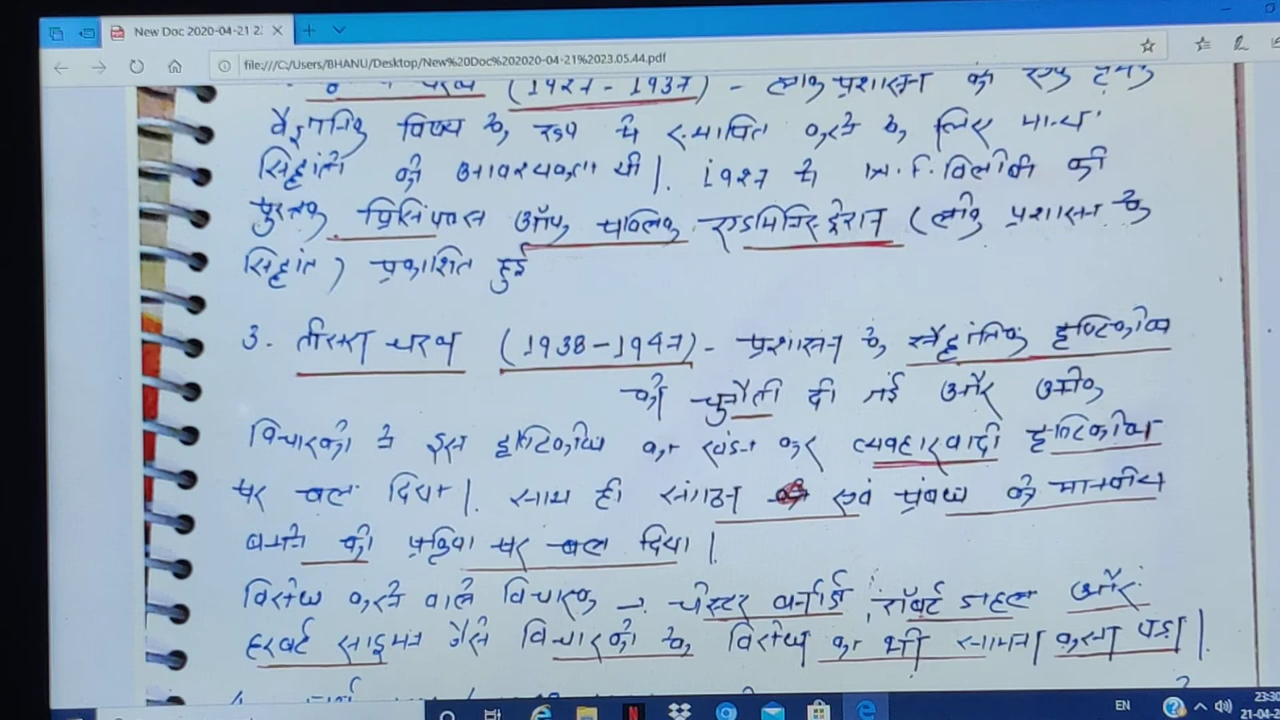 New Doc 2020-04-21 2
file:///C:/Users/BHANU/Desktop/New%20Doc%202020-04-21%2023.05.44.pdf
चरण (1927 - 1937) - लोक प्रशासन को एक
वैज्ञानिक विषय के रूप में स्थापित करने के लिए मान्य
सिद्धांतों की आवश्यकता थी। 1927 में W. F. विलोबी की
पुस्तक प्रिंसिपल्स ऑफ पब्लिक एडमिनिस्ट्रेशन (लोक प्रशासन के
सिद्धांत) प्रकाशित हुई
3. तीसरा चरण (1938-1947) - प्रशासन के सैद्धांतिक दृष्टिकोण
को चुनौती दी गई और अनेक
विचारकों ने इस दृष्टिकोण का खंडन कर व्यवहारवादी दृष्टिकोण
पर बल दिया। साथ ही संगठन एवं प्रबंध को मानवीय
बनाने की प्रक्रिया पर बल दिया।
विरोध करने वाले विचारक → चेस्टर बर्नार्ड, रॉबर्ट डाहल और
हरबर्ट साइमन जैसे विचारकों के विरोध का भी सामना करना पड़ा।
EN
23:30
21-04-2